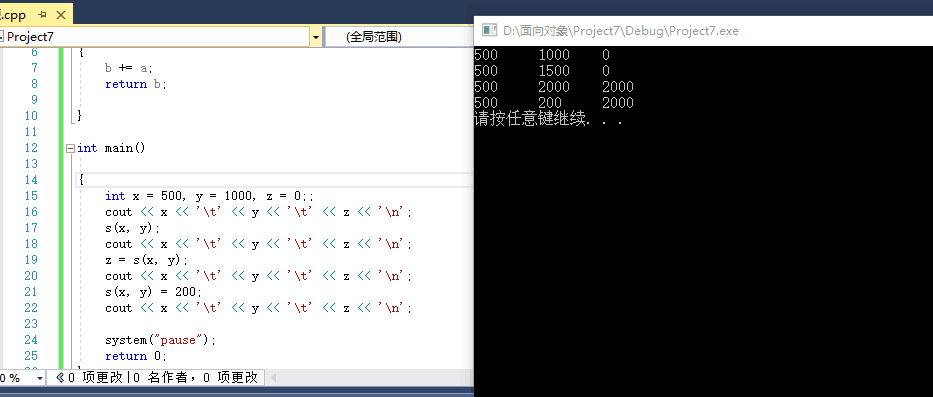 .cpp
Project7
(全局范围)
6 {
7 b += a;
8 return b;
9
10 }
11
12 int main()
13
14 {
15 int x = 500, y = 1000, z = 0;;
16 cout << x << '\t' << y << '\t' << z << '\n';
17 s(x, y);
18 cout << x << '\t' << y << '\t' << z << '\n';
19 z = s(x, y);
20 cout << x << '\t' << y << '\t' << z << '\n';
21 s(x, y) = 200;
22 cout << x << '\t' << y << '\t' << z << '\n';
23
24 system("pause");
25 return 0;
0 %
0 项更改 | 0 名作者，0 项更改
D:\面向对象\Project7\Debug\Project7.exe
500 1000 0
500 1500 0
500 2000 2000
500 200 2000
请按任意键继续. . .